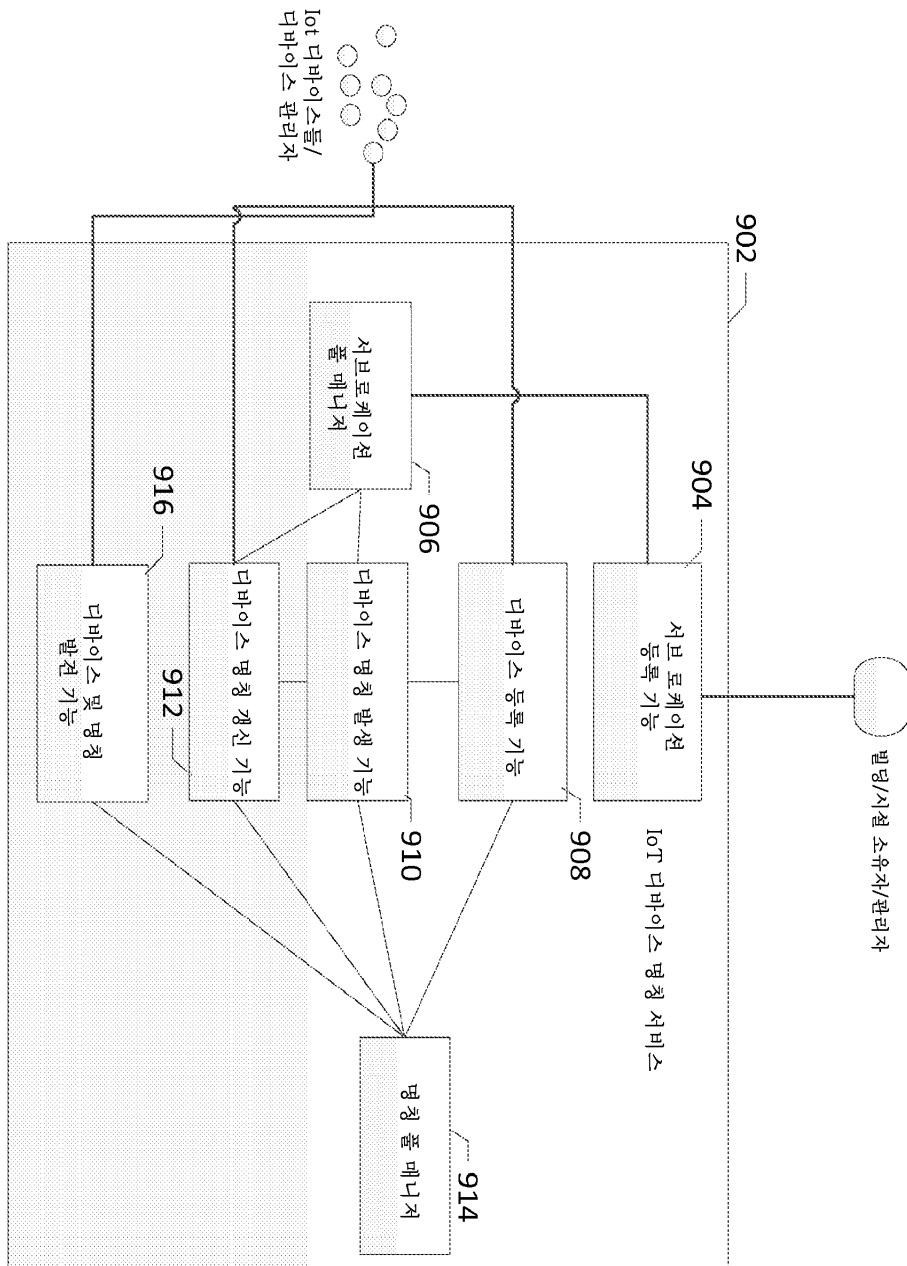 빌딩/시설 소유자/관리자
902
IoT 디바이스 명칭 서비스
904
서브 로케이션
등록 기능
908
디바이스 등록 기능
906
서브로케이션
풀 매니저
910
디바이스 명칭 발생 기능
912
디바이스 명칭 갱신 기능
916
디바이스 및 명칭
발견 기능
914
명칭 풀 매니저
Iot 디바이스들/
디바이스 관리자